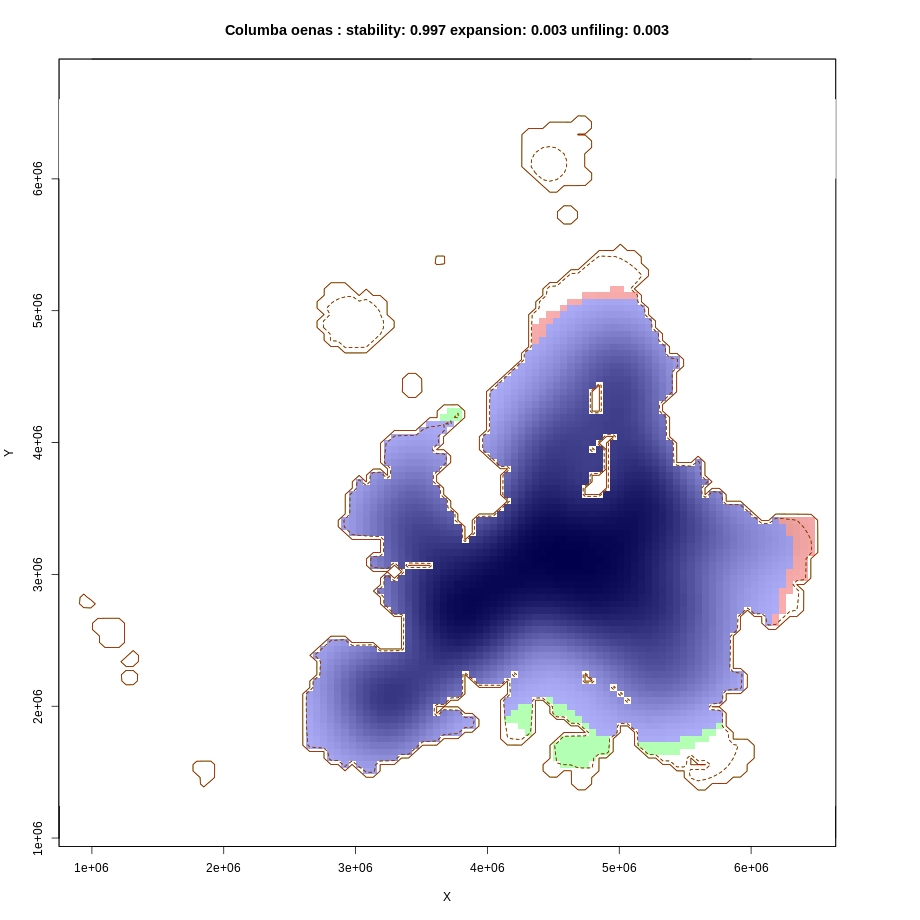 Columba oenas : stability: 0.997 expansion: 0.003 unfiling: 0.003
6e+06
5e+06
4e+06
Y
3e+06
2e+06
1e+06
1e+06 2e+06 3e+06 4e+06 5e+06 6e+06
X